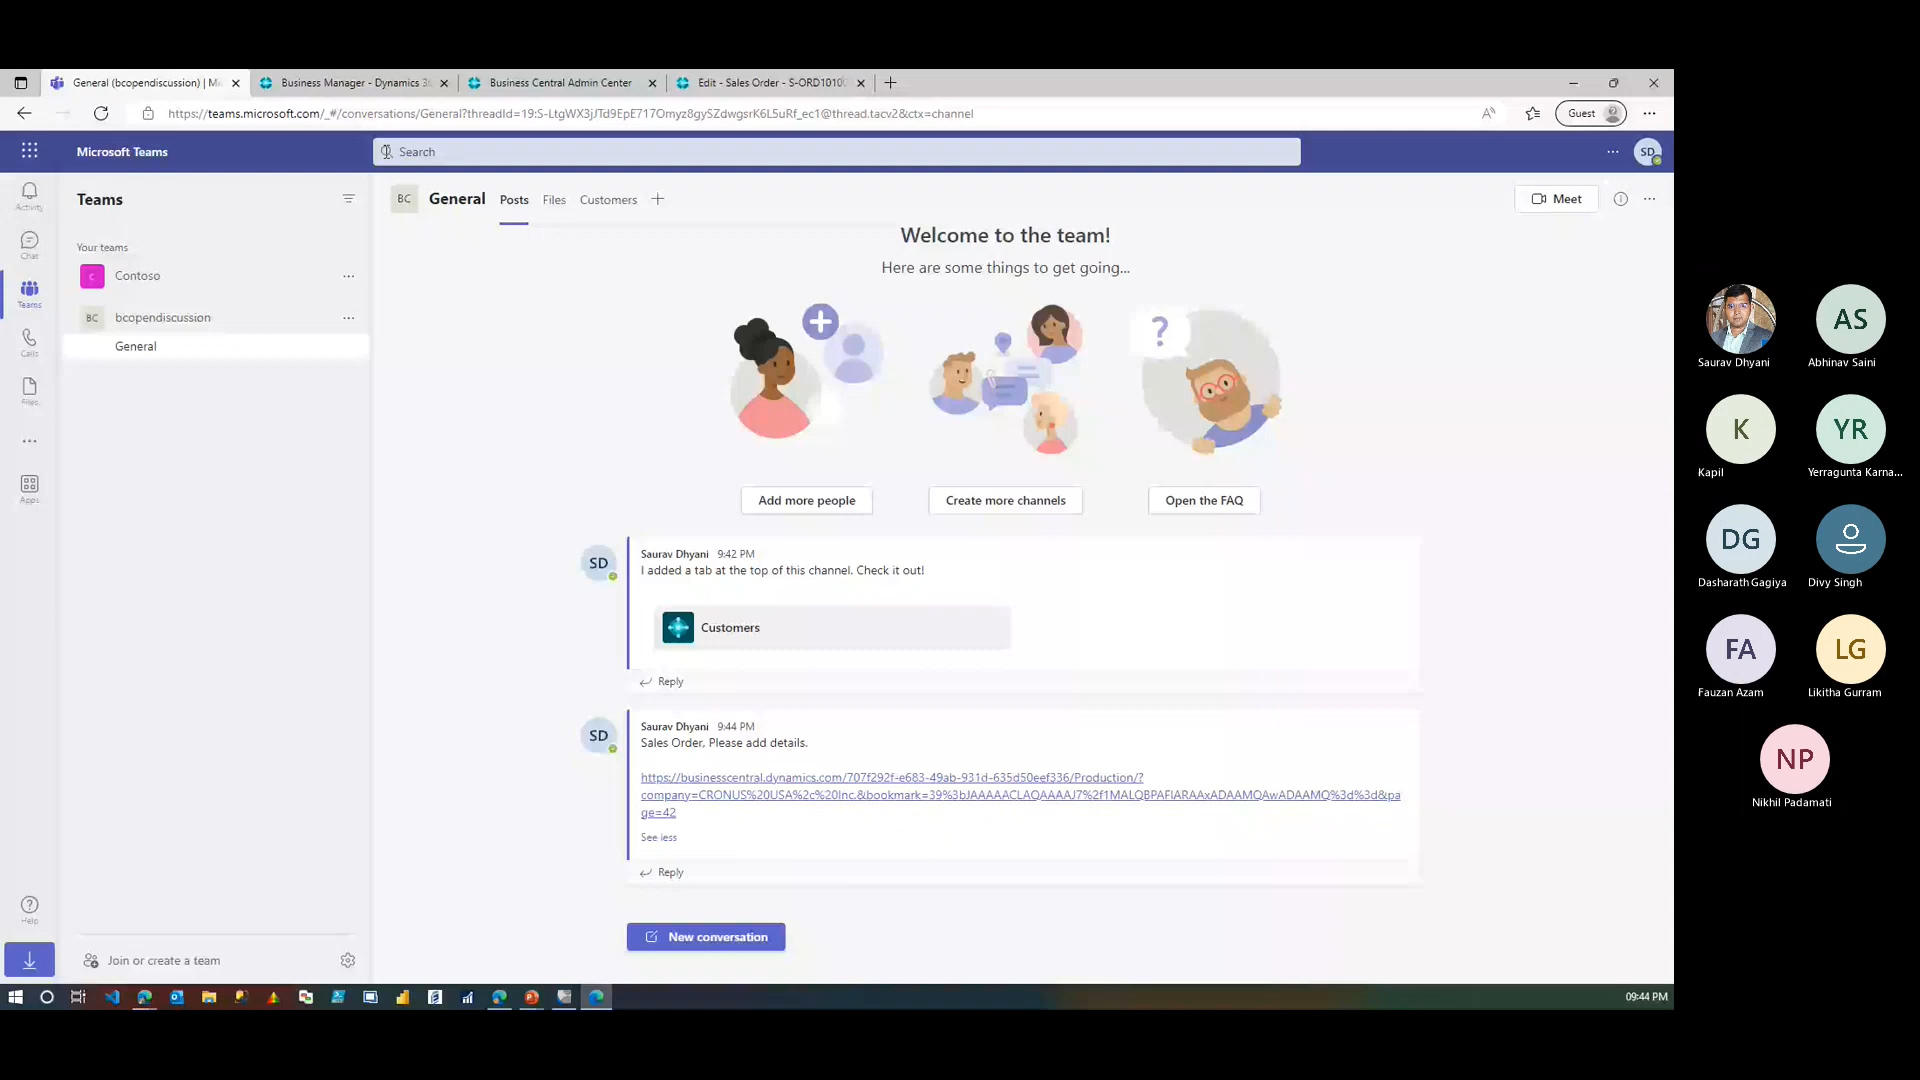 General (bcopendiscussion) | Mi
Business Manager - Dynamics 3
Business Central Admin Center
Edit - Sales Order - S-ORD10100
https://teams.microsoft.com/_#/conversations/General?threadId=19:S-LtgWX3jJTd9EpE717Omyz8gySZdwgsrK6L5uRf_ec1@thread.tacv2&ctx=channel
Guest
Microsoft Teams
Search
SD
Activity
Chat
Teams
Calls
Files
Apps
Help
Teams
Your teams
C
Contoso
BC
bcopendiscussion
General
Join or create a team
BC
General
Posts
Files
Customers
Meet
Welcome to the team!
Here are some things to get going...
Add more people
Create more channels
Open the FAQ
SD
Saurav Dhyani 9:42 PM
I added a tab at the top of this channel. Check it out!
Customers
Reply
SD
Saurav Dhyani 9:44 PM
Sales Order, Please add details.
https://businesscentral.dynamics.com/707f292f-e683-49ab-931d-635d50eef336/Production/?
company=CRONUS%20USA%2c%20Inc.&bookmark=39%3bJAAAAACLAQAAAAJ7%2f1MALQBPAFIARAAxADAAMQAwADAAMQ%3d%3d&pa
ge=42
See less
Reply
New conversation
09:44 PM
Saurav Dhyani
AS
Abhinav Saini
K
Kapil
YR
Yerragunta Karna...
DG
Dasharath Gagiya
Divy Singh
FA
Fauzan Azam
LG
Likitha Gurram
NP
Nikhil Padamati